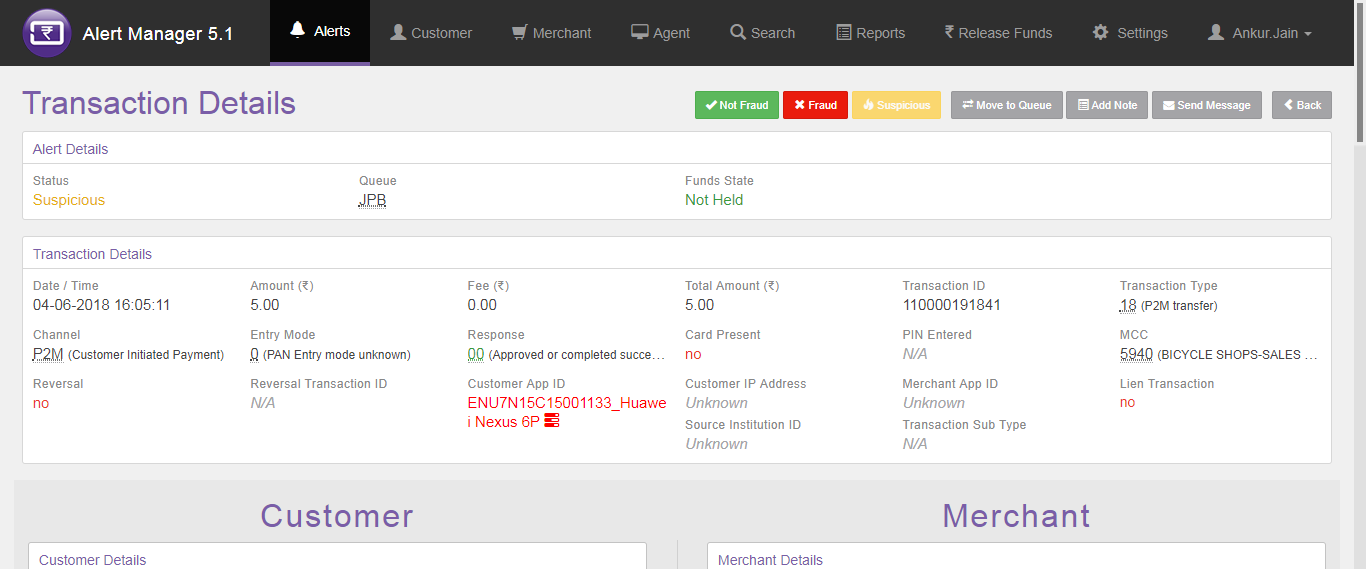 Alert Manager 5.1 Alerts Customer Merchant Agent Search Reports ₹ Release Funds Settings Ankur.Jain
Transaction Details Not Fraud Fraud Suspicious Move to Queue Add Note Send Message Back
Alert Details
Status Queue Funds State
Suspicious JPB Not Held
Transaction Details
Date / Time Amount (₹) Fee (₹) Total Amount (₹) Transaction ID Transaction Type
04-06-2018 16:05:11 5.00 0.00 5.00 110000191841 18 (P2M transfer)
Channel Entry Mode Response Card Present PIN Entered MCC
P2M (Customer Initiated Payment) 0 (PAN Entry mode unknown) 00 (Approved or completed succe... no N/A 5940 (BICYCLE SHOPS-SALES ...
Reversal Reversal Transaction ID Customer App ID Customer IP Address Merchant App ID Lien Transaction
no N/A ENU7N15C15001133_Huawe Unknown Unknown no
i Nexus 6P Source Institution ID Transaction Sub Type
Unknown N/A
Customer Merchant
Customer Details Merchant Details